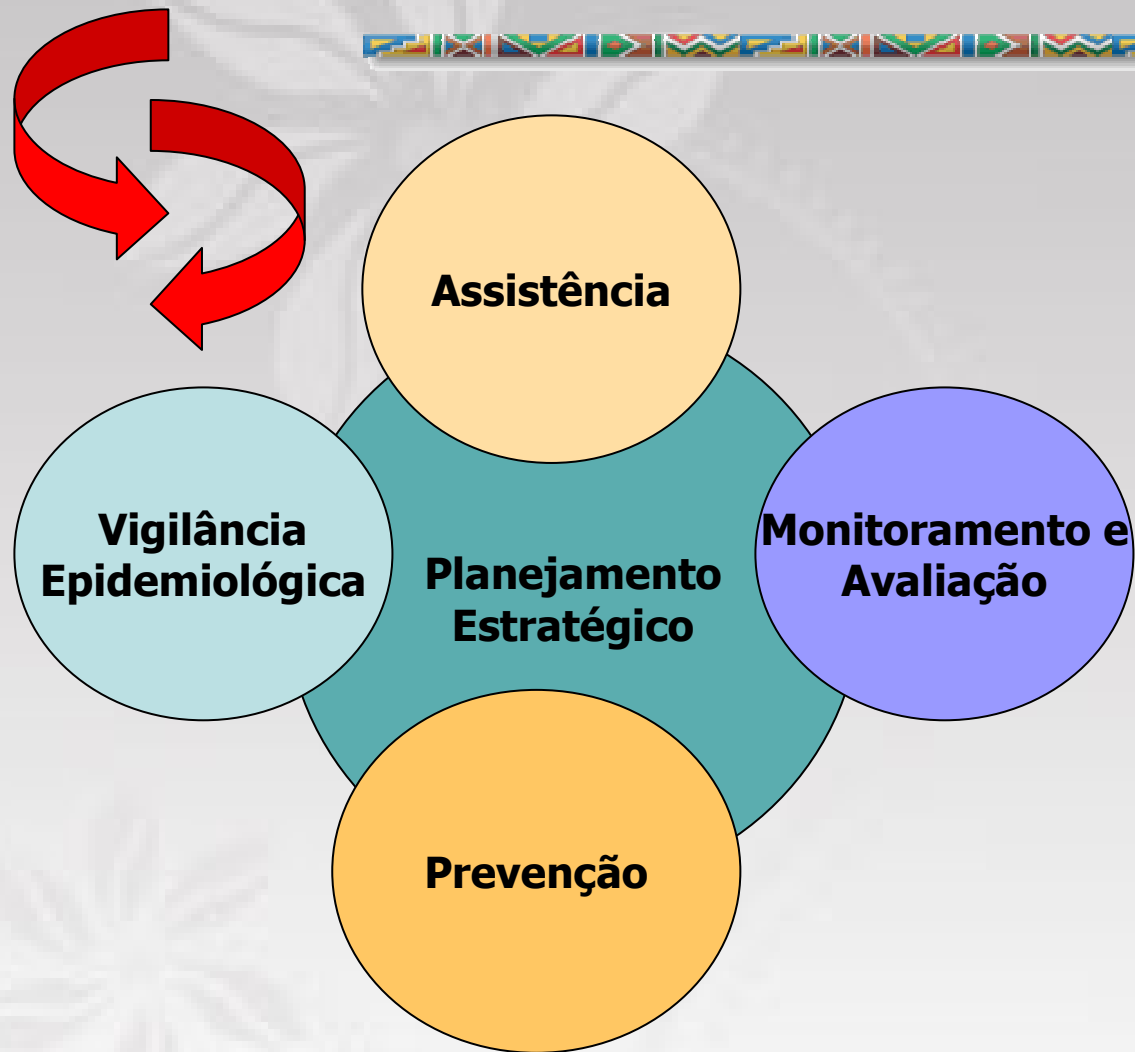 Assistência
Vigilância
Epidemiológica
Planejamento
Estratégico
Monitoramento e
Avaliação
Prevenção